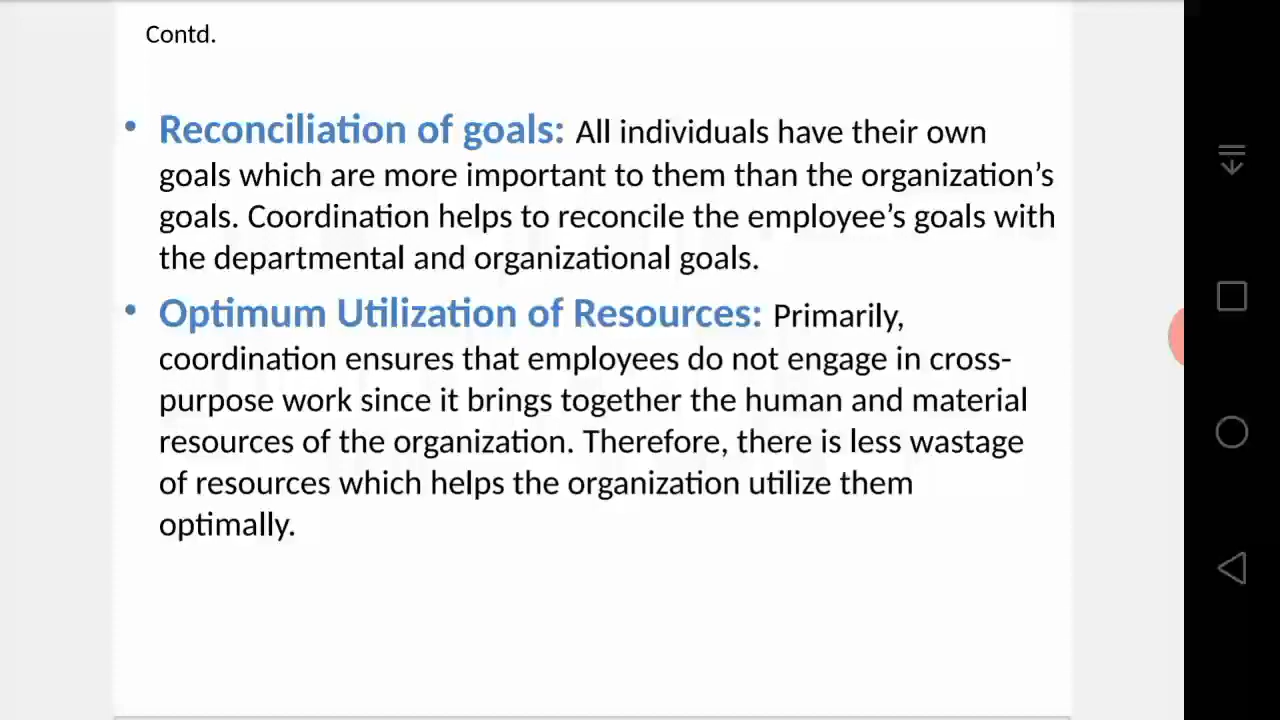 Contd.
• Reconciliation of goals: All individuals have their own
goals which are more important to them than the organization’s
goals. Coordination helps to reconcile the employee’s goals with
the departmental and organizational goals.
• Optimum Utilization of Resources: Primarily,
coordination ensures that employees do not engage in cross-
purpose work since it brings together the human and material
resources of the organization. Therefore, there is less wastage
of resources which helps the organization utilize them
optimally.